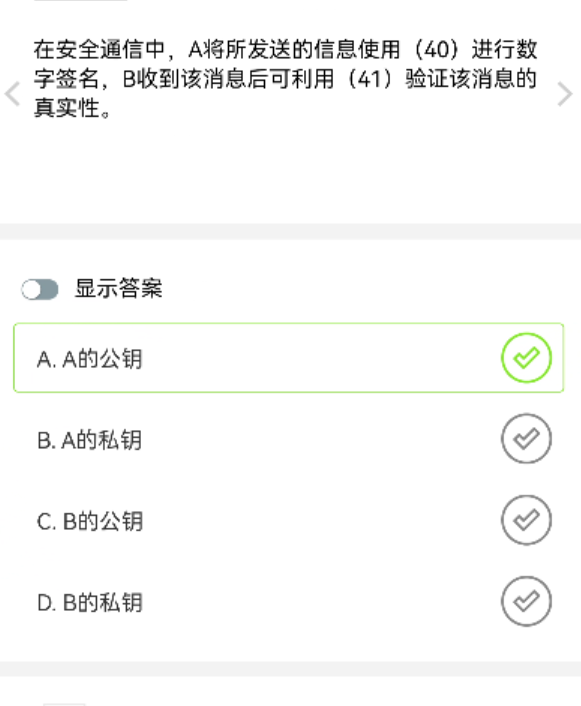 在安全通信中，A将所发送的信息使用（40）进行数
字签名，B收到该消息后可利用（41）验证该消息的
真实性。
显示答案
A. A的公钥
B. A的私钥
C. B的公钥
D. B的私钥